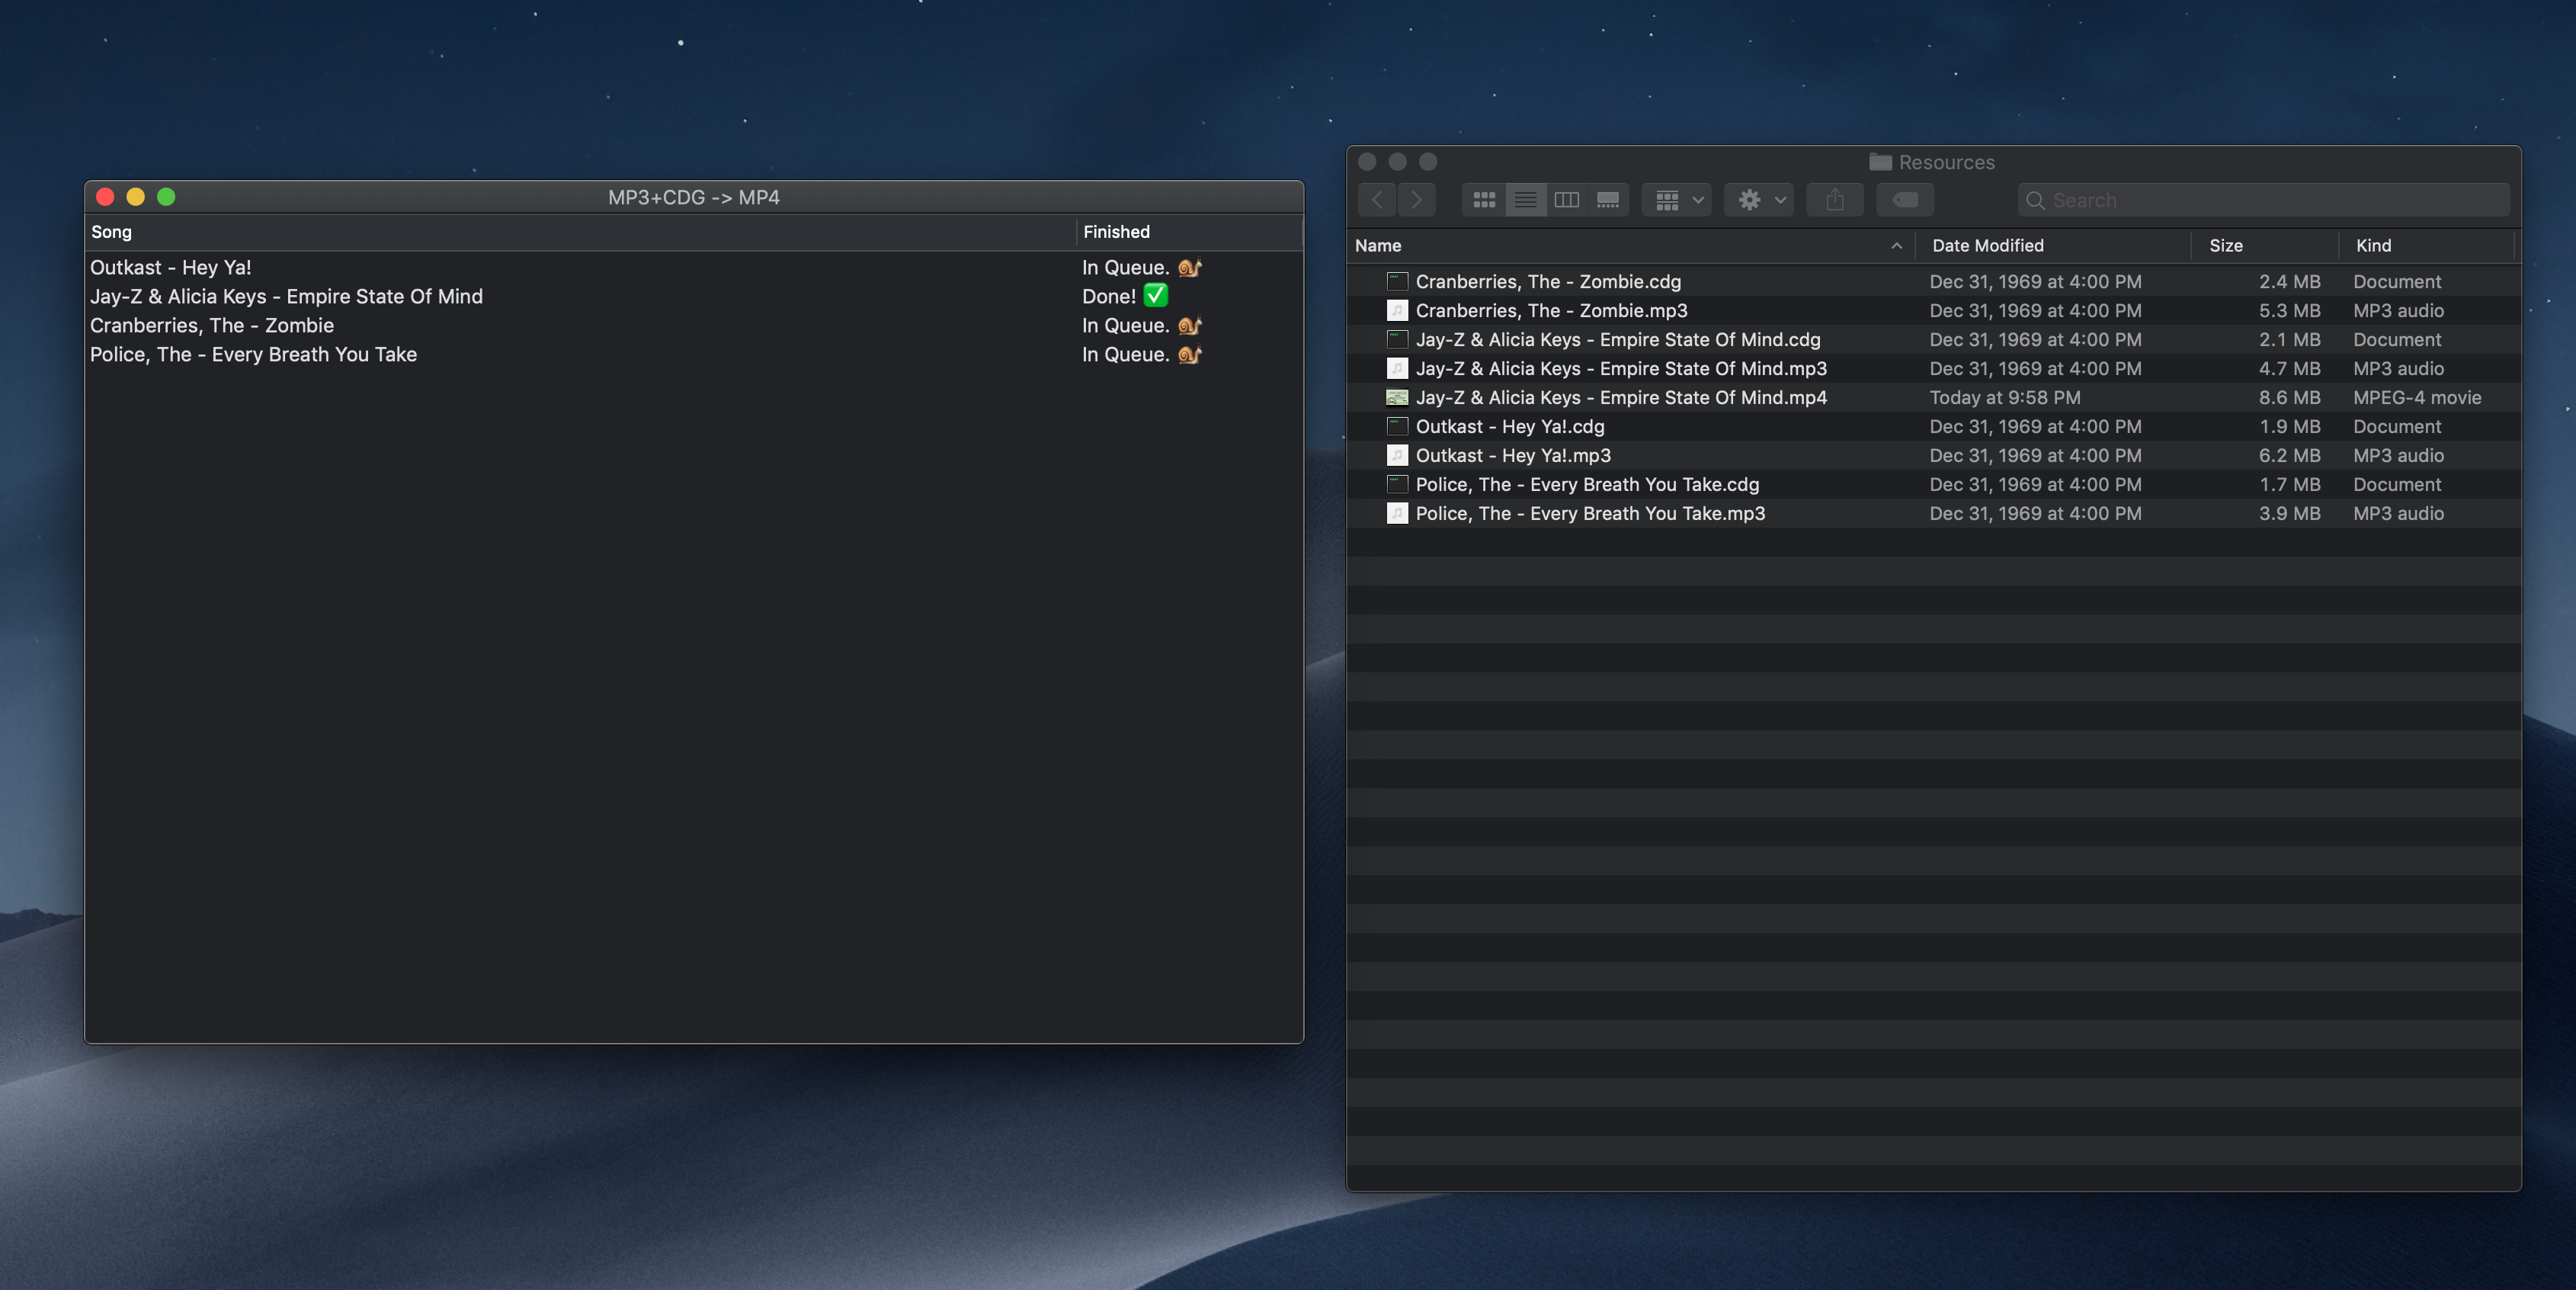 MP3+CDG -> MP4
Song Finished
Outkast - Hey Ya! In Queue. 🐌
Jay-Z & Alicia Keys - Empire State Of Mind Done! ✅
Cranberries, The - Zombie In Queue. 🐌
Police, The - Every Breath You Take In Queue. 🐌
Resources
Search
Name Date Modified Size Kind
Cranberries, The - Zombie.cdg Dec 31, 1969 at 4:00 PM 2.4 MB Document
Cranberries, The - Zombie.mp3 Dec 31, 1969 at 4:00 PM 5.3 MB MP3 audio
Jay-Z & Alicia Keys - Empire State Of Mind.cdg Dec 31, 1969 at 4:00 PM 2.1 MB Document
Jay-Z & Alicia Keys - Empire State Of Mind.mp3 Dec 31, 1969 at 4:00 PM 4.7 MB MP3 audio
Jay-Z & Alicia Keys - Empire State Of Mind.mp4 Today at 9:58 PM 8.6 MB MPEG-4 movie
Outkast - Hey Ya!.cdg Dec 31, 1969 at 4:00 PM 1.9 MB Document
Outkast - Hey Ya!.mp3 Dec 31, 1969 at 4:00 PM 6.2 MB MP3 audio
Police, The - Every Breath You Take.cdg Dec 31, 1969 at 4:00 PM 1.7 MB Document
Police, The - Every Breath You Take.mp3 Dec 31, 1969 at 4:00 PM 3.9 MB MP3 audio